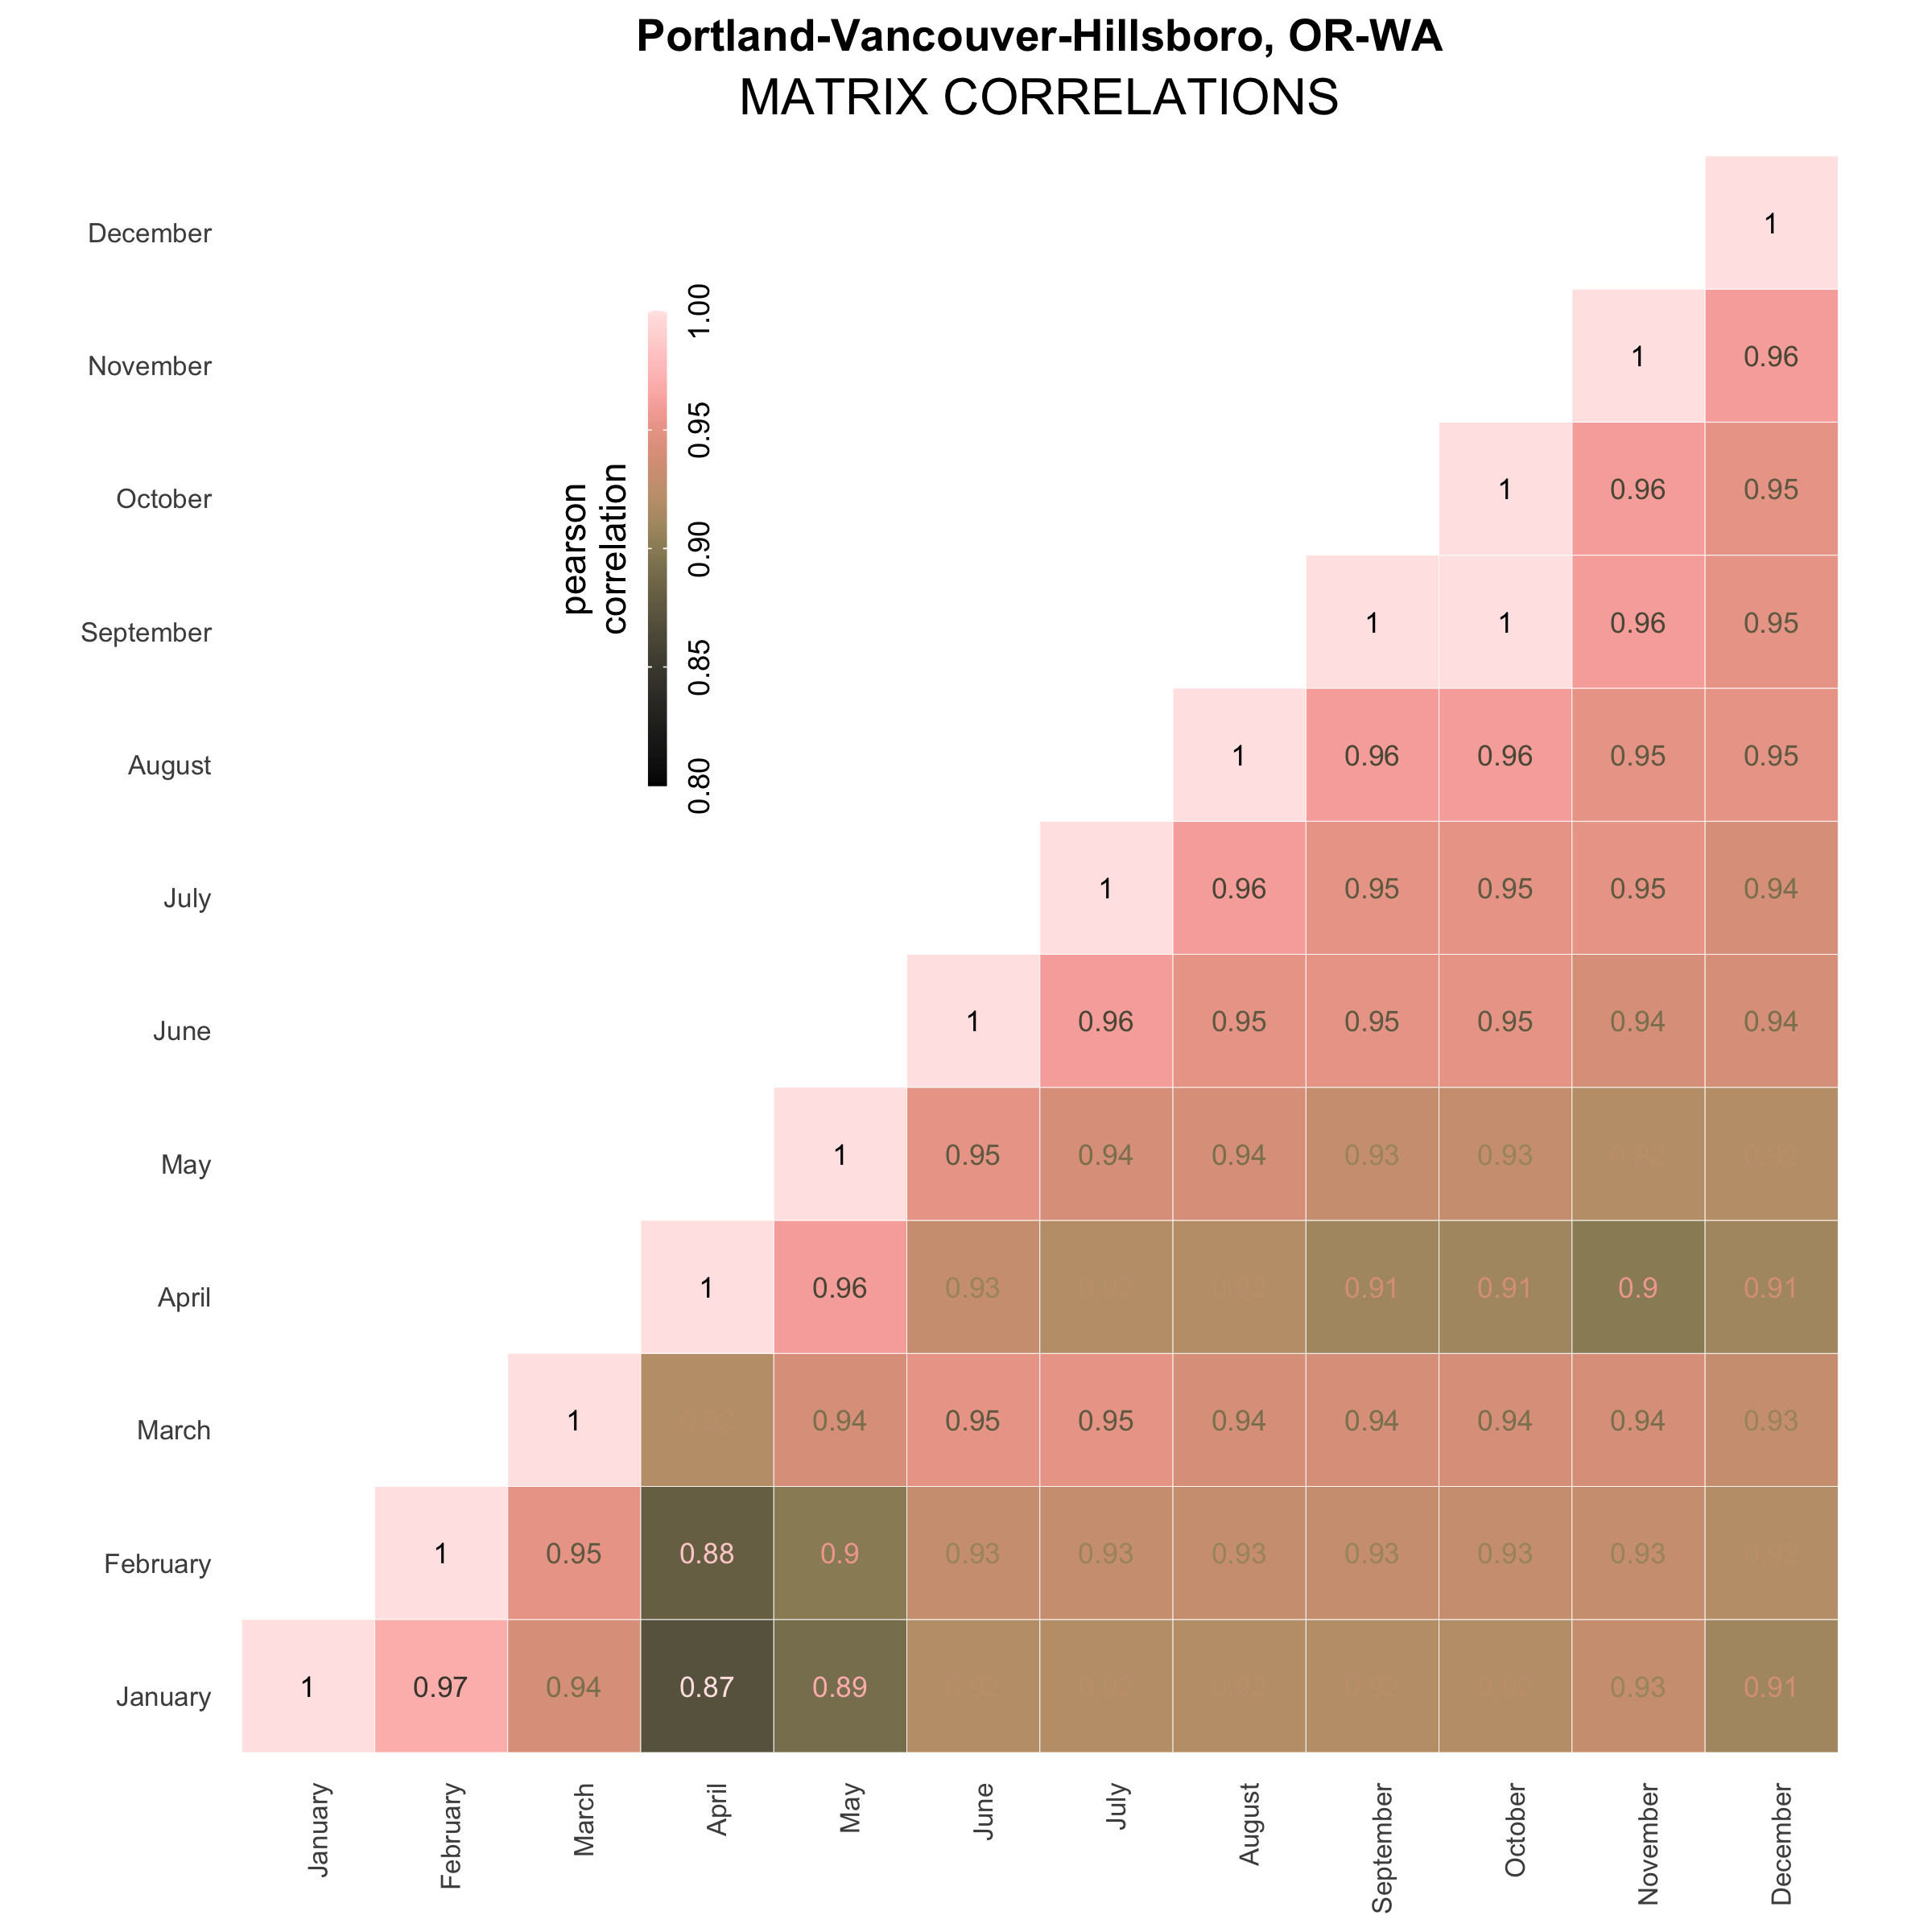 Portland-Vancouver-Hillsboro, OR-WA
MATRIX CORRELATIONS
December 1
November 1 0.96
October 1 0.96 0.95
September 1 1 0.96 0.95
August 1 0.96 0.96 0.95 0.95
July 1 0.96 0.95 0.95 0.95 0.94
June 1 0.96 0.95 0.95 0.95 0.94 0.94
May 1 0.95 0.94 0.94 0.93 0.93
April 1 0.96 0.93 0.91 0.91 0.9 0.91
March 1 0.94 0.95 0.95 0.94 0.94 0.94 0.94 0.93
February 1 0.95 0.88 0.9 0.93 0.93 0.93 0.93 0.93 0.93
January 1 0.97 0.94 0.87 0.89 0.93 0.91
January February March April May June July August September October November December
pearson
correlation
0.80 0.85 0.90 0.95 1.00